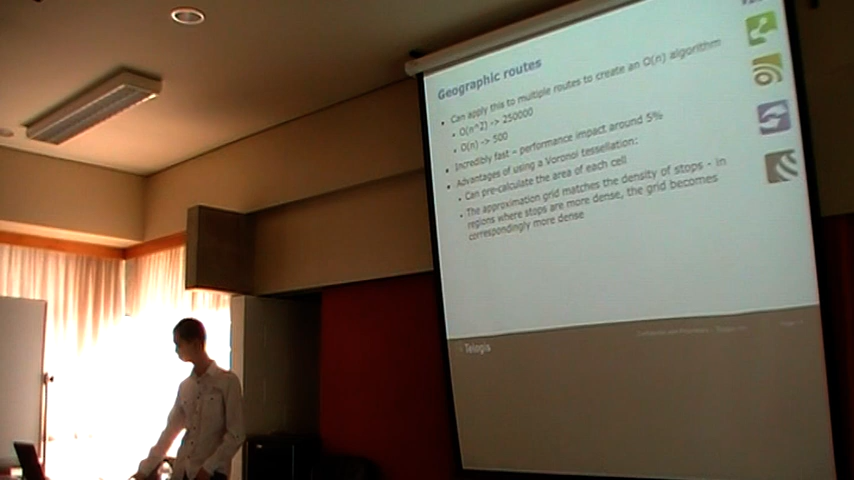 Geographic routes
• Can apply this to multiple routes to create an O(n) algorithm
• O(n^2) -> 250000
• O(n) -> 500
• Incredibly fast – performance impact around 5%
• Advantages of using a Voronoi tessellation:
• Can pre-calculate the area of each cell
• The approximation grid matches the density of stops - in
regions where stops are more dense, the grid becomes
correspondingly more dense
Telogis